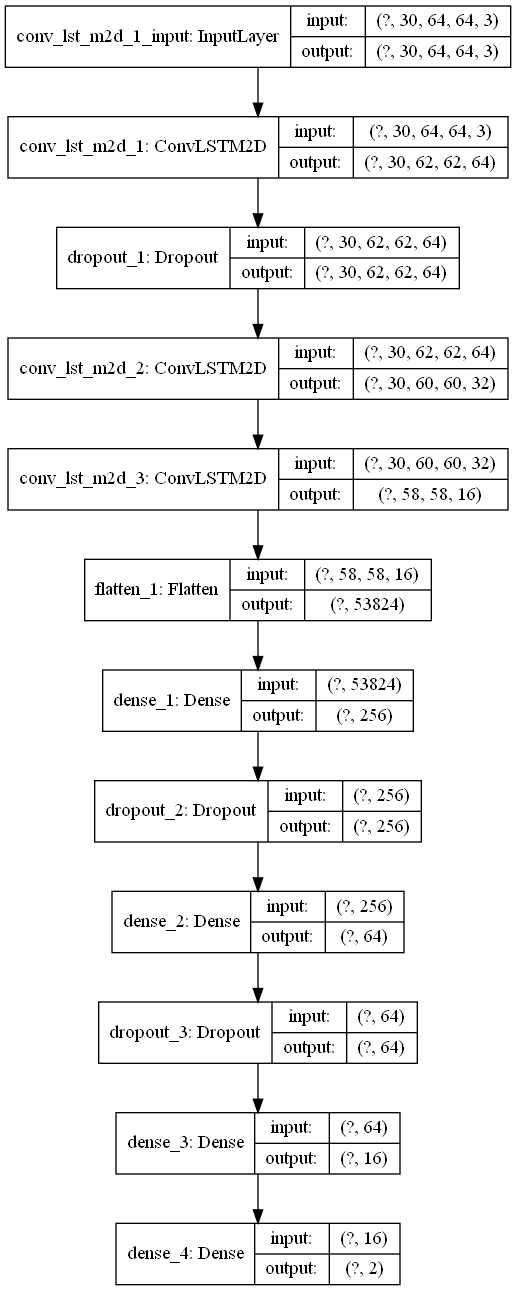 conv_lst_m2d_1_input: InputLayer
input: (?, 30, 64, 64, 3)
output: (?, 30, 64, 64, 3)
conv_lst_m2d_1: ConvLSTM2D
input: (?, 30, 64, 64, 3)
output: (?, 30, 62, 62, 64)
dropout_1: Dropout
input: (?, 30, 62, 62, 64)
output: (?, 30, 62, 62, 64)
conv_lst_m2d_2: ConvLSTM2D
input: (?, 30, 62, 62, 64)
output: (?, 30, 60, 60, 32)
conv_lst_m2d_3: ConvLSTM2D
input: (?, 30, 60, 60, 32)
output: (?, 58, 58, 16)
flatten_1: Flatten
input: (?, 58, 58, 16)
output: (?, 53824)
dense_1: Dense
input: (?, 53824)
output: (?, 256)
dropout_2: Dropout
input: (?, 256)
output: (?, 256)
dense_2: Dense
input: (?, 256)
output: (?, 64)
dropout_3: Dropout
input: (?, 64)
output: (?, 64)
dense_3: Dense
input: (?, 64)
output: (?, 16)
dense_4: Dense
input: (?, 16)
output: (?, 2)